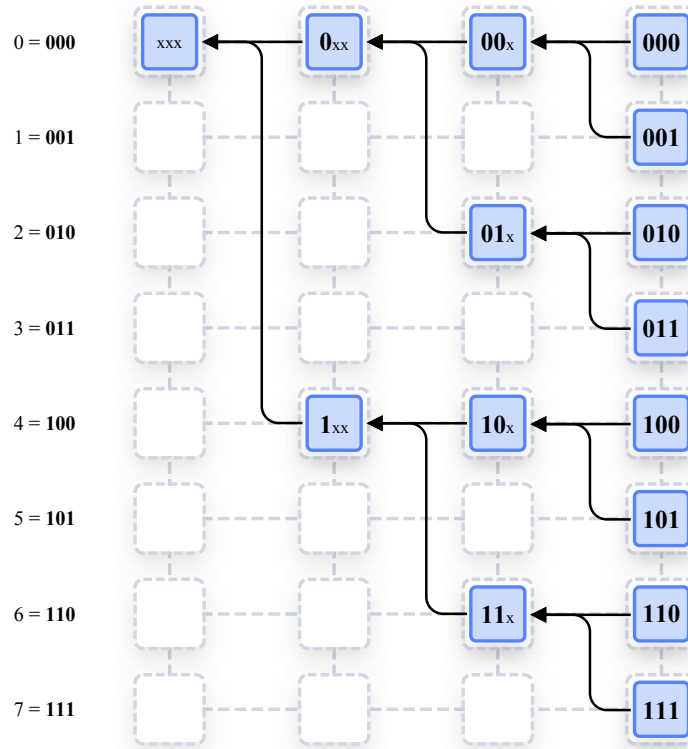 0 = 000 xxx 0xx 00x 000
1 = 001 001
2 = 010 01x 010
3 = 011 011
4 = 100 1xx 10x 100
5 = 101 101
6 = 110 11x 110
7 = 111 111